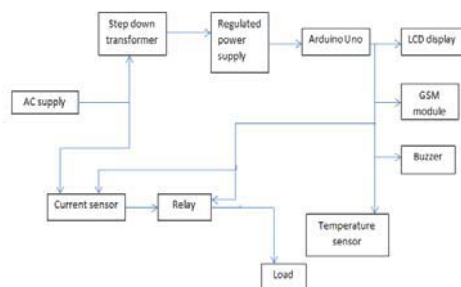 Step down
transformer
Regulated
power
supply
Arduino Uno
LCD display
AC supply
GSM
module
Buzzer
Current sensor
Relay
Temperature
sensor
Load